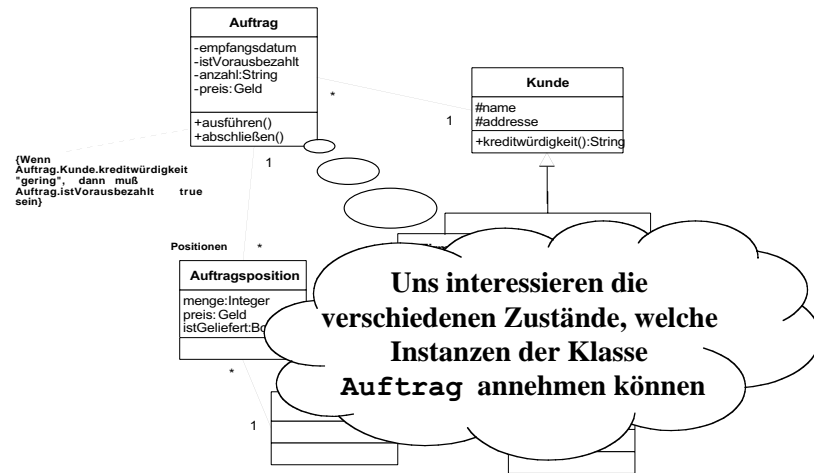 Auftrag
-empfangsdatum
-istVorausbezahlt
-anzahl:String
-preis:Geld
+ausführen()
+abschließen()
*
1
Kunde
#name
#addresse
+kreditwürdigkeit():String
{Wenn
Auftrag.Kunde.kreditwürdigkeit
"gering", dann muß
Auftrag.istVorausbezahlt true
sein}
1
Positionen *
Auftragsposition
menge:Integer
preis: Geld
*
1
Uns interessieren die
verschiedenen Zustände, welche
Instanzen der Klasse
Auftrag annehmen können